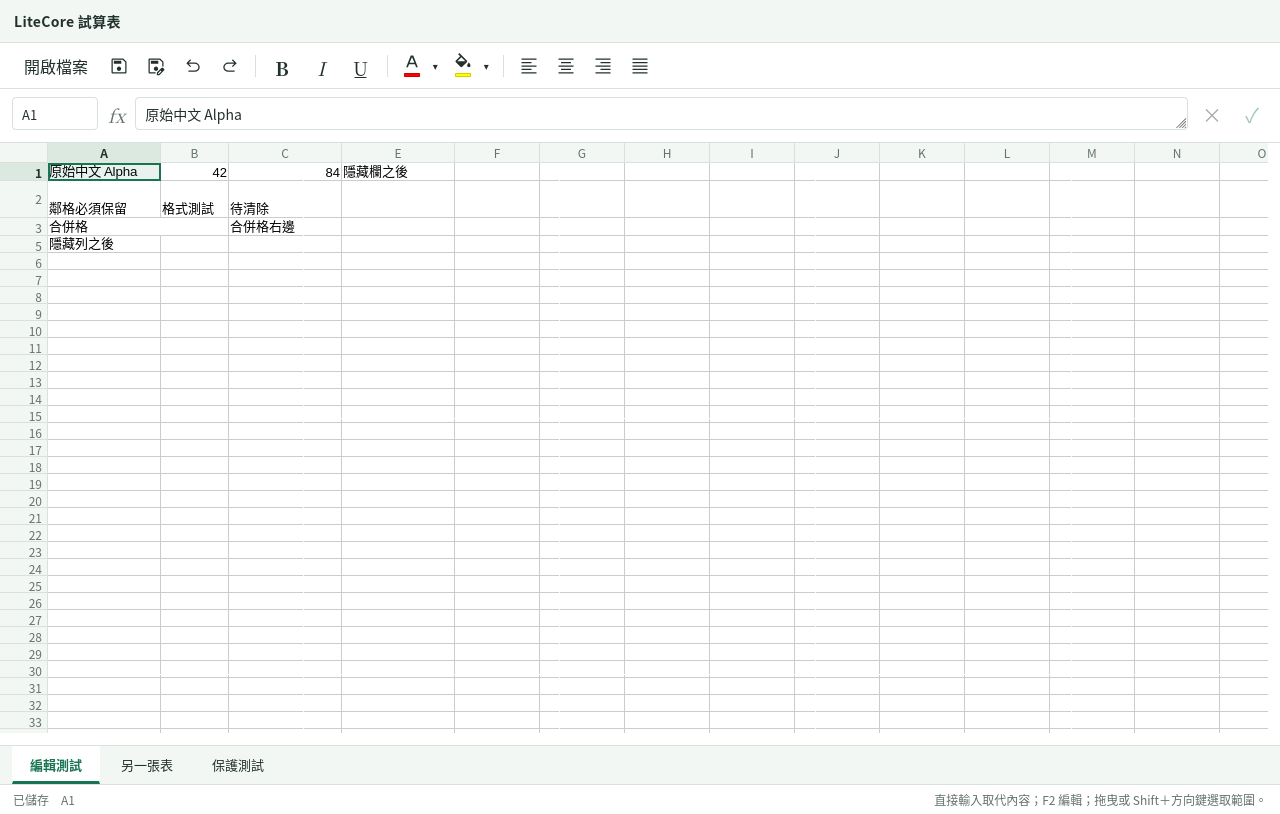 LiteCore 試算表
開啟檔案 B I U A ▾ ▾
A1 fx 原始中文 Alpha
A B C E F G H I J K L M N O
1 原始中文 Alpha 42 84 隱藏欄之後
2 鄰格必須保留 格式測試 待清除
3 合併格 合併格右邊
5 隱藏列之後
6
7
8
9
10
11
12
13
14
15
16
17
18
19
20
21
22
23
24
25
26
27
28
29
30
31
32
33
編輯測試 另一張表 保護測試
已儲存 A1 直接輸入取代內容；F2 編輯；拖曳或 Shift＋方向鍵選取範圍。